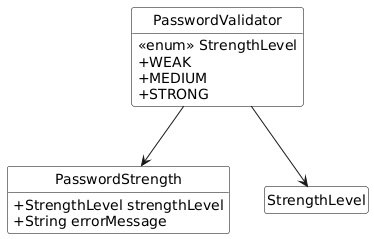 PasswordValidator
«enum» StrengthLevel
+WEAK
+MEDIUM
+STRONG
PasswordStrength
+StrengthLevel strengthLevel
+String errorMessage
StrengthLevel